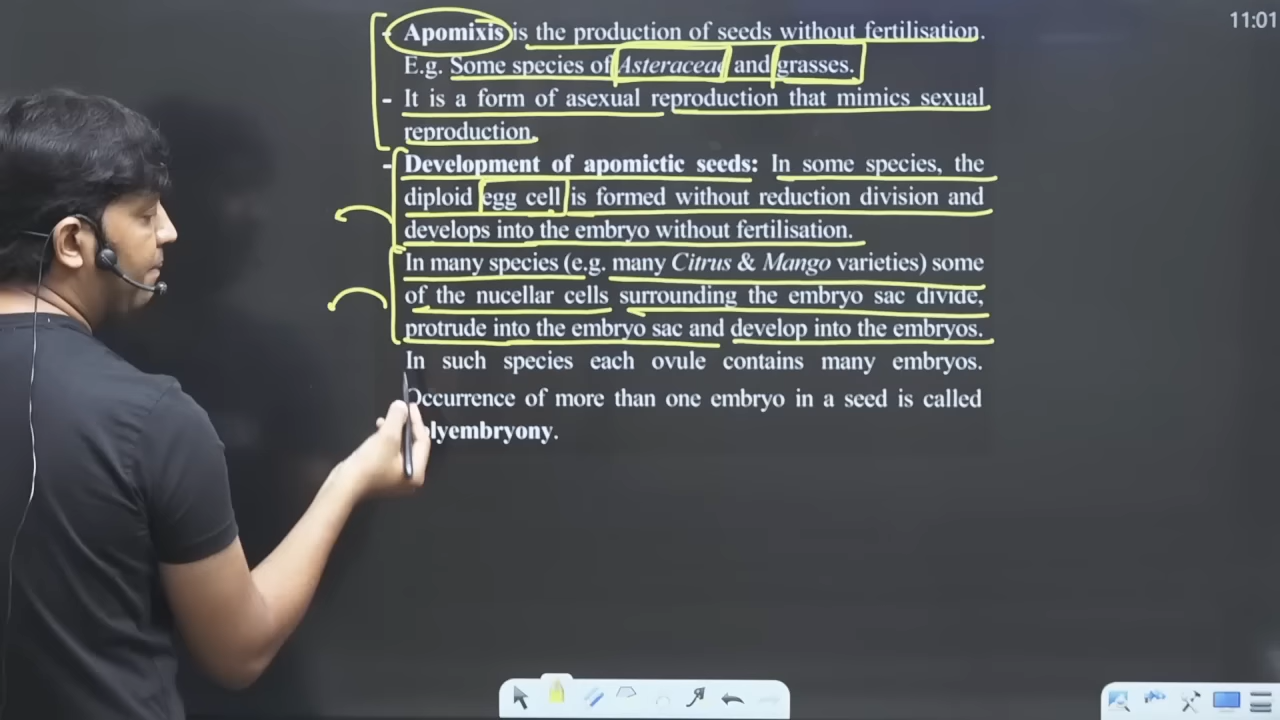 11:01
- Apomixis is the production of seeds without fertilisation.
E.g. Some species of Asteraceae and grasses.
- It is a form of asexual reproduction that mimics sexual
reproduction.
- Development of apomictic seeds: In some species, the
diploid egg cell is formed without reduction division and
develops into the embryo without fertilisation.
In many species (e.g. many Citrus & Mango varieties) some
of the nucellar cells surrounding the embryo sac divide,
protrude into the embryo sac and develop into the embryos.
In such species each ovule contains many embryos.
Occurrence of more than one embryo in a seed is called
lyembryony.